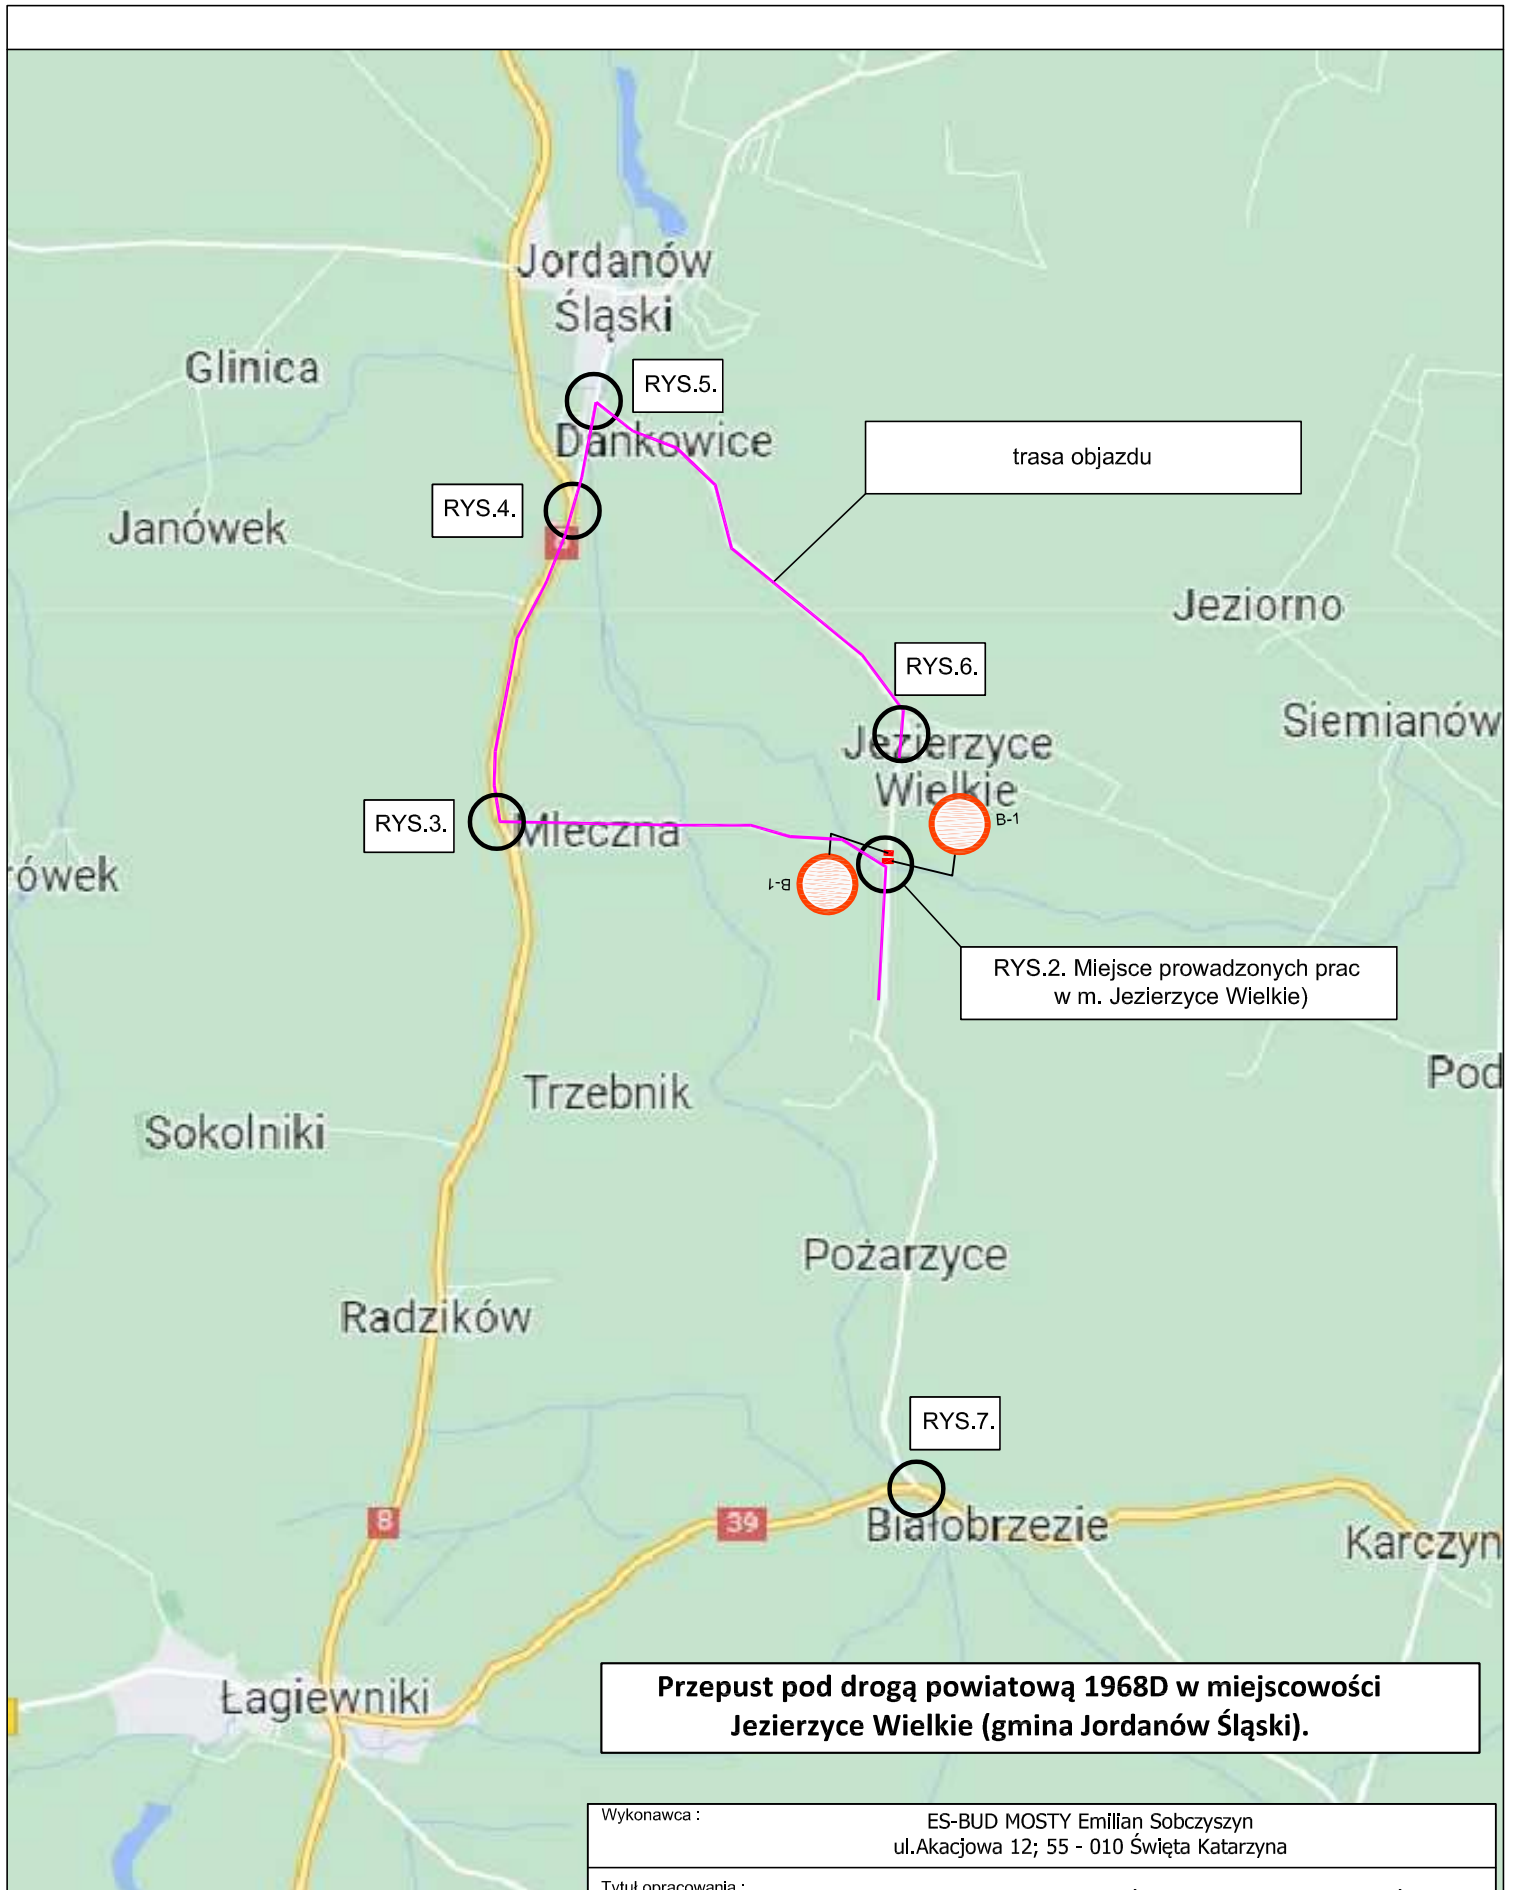 Jordanów
Śląski
Glinica
RYS.5.
Dankowice
trasa objazdu
RYS.4.
Janówek
Jeziorno
RYS.6.
Siemianów
Jezierzyce
Wielkie
B-1
RYS.3.
Mleczna
rówek
B-1
RYS.2. Miejsce prowadzonych prac
w m. Jezierzyce Wielkie)
Pod
Trzebnik
Sokolniki
Pożarzyce
Radzików
RYS.7.
8
39
Białobrzezie
Karczyn
Łagiewniki
Przepust pod drogą powiatową 1968D w miejscowości
Jezierzyce Wielkie (gmina Jordanów Śląski).
Wykonawca :
ES-BUD MOSTY Emilian Sobczyszyn
ul.Akacjowa 12; 55 - 010 Święta Katarzyna
Tytuł opracowania :